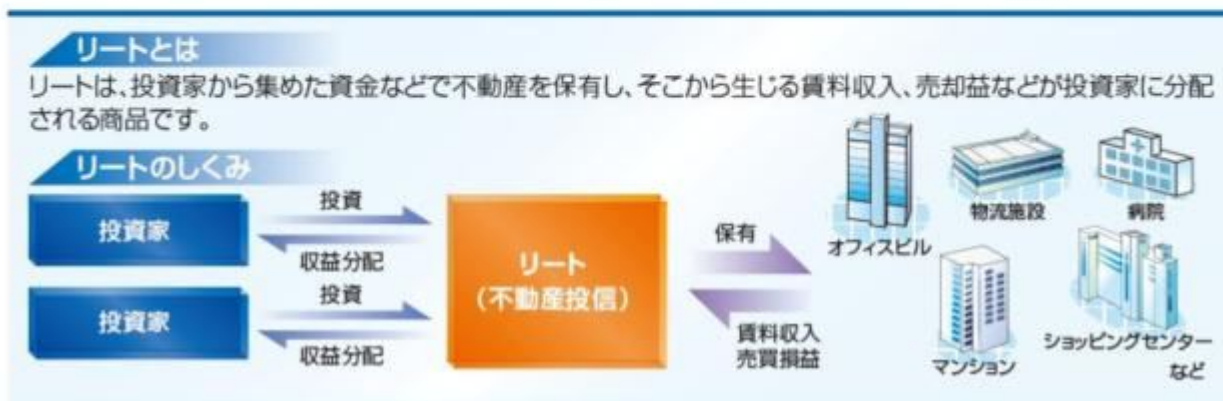 リートとは
リートは、投資家から集めた資金などで不動産を保有し、そこから生じる賃料収入、売却益などが投資家に分配
される商品です。
リートのしくみ
投資家
投資
収益分配
投資家
投資
収益分配
リート
(不動産投信)
保有
賃料収入
売買損益
オフィスビル
物流施設
病院
マンション
ショッピングセンター
など